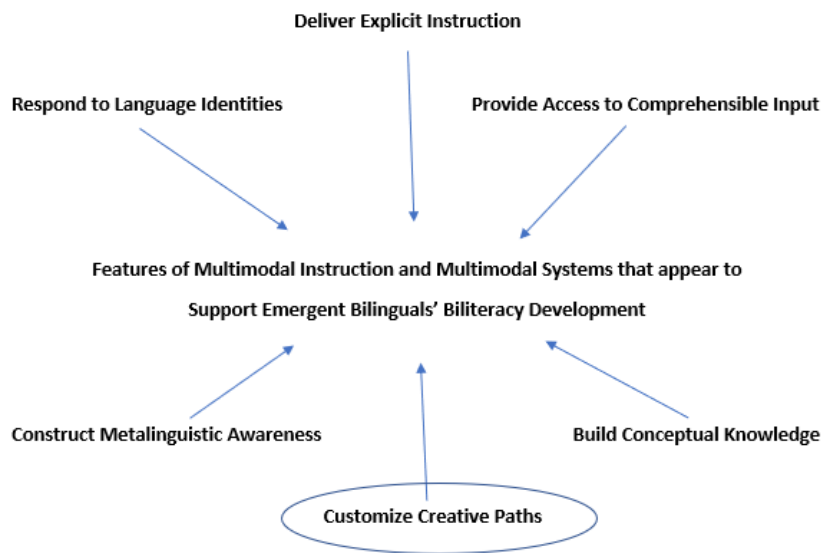 Deliver Explicit Instruction
Respond to Language Identities
Provide Access to Comprehensible Input
Features of Multimodal Instruction and Multimodal Systems that appear to
Support Emergent Bilinguals’ Biliteracy Development
Construct Metalinguistic Awareness
Build Conceptual Knowledge
Customize Creative Paths